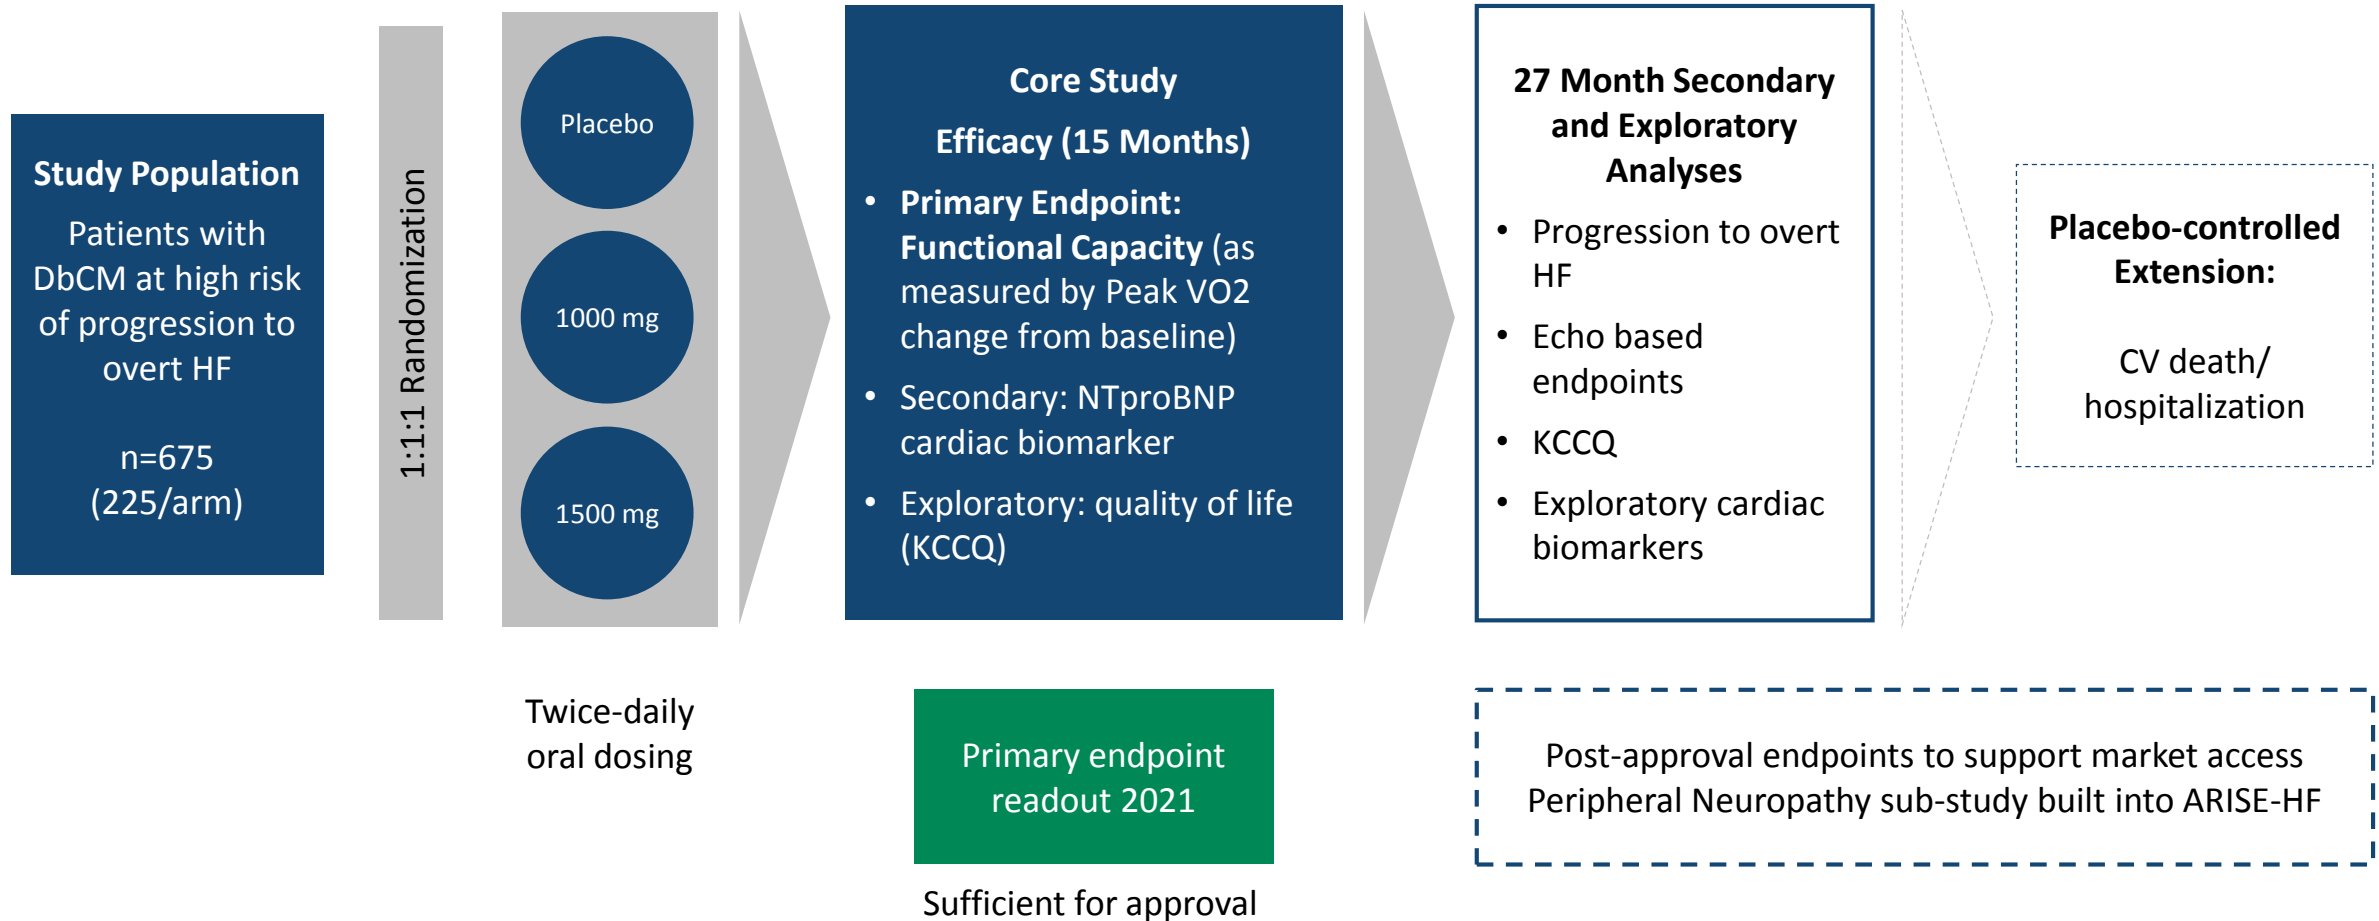 Study Population
Patients with
DbCM at high risk
of progression to
overt HF
n=675
(225/arm)
1:1:1 Randomization
Placebo
1000 mg
1500 mg
Twice-daily
oral dosing
Core Study
Efficacy (15 Months)
• Primary Endpoint:
Functional Capacity (as
measured by Peak VO2
change from baseline)
• Secondary: NTproBNP
cardiac biomarker
• Exploratory: quality of life
(KCCQ)
Primary endpoint
readout 2021
Sufficient for approval
27 Month Secondary
and Exploratory
Analyses
• Progression to overt
HF
• Echo based
endpoints
• KCCQ
• Exploratory cardiac
biomarkers
Placebo-controlled
Extension:
CV death/
hospitalization
Post-approval endpoints to support market access
Peripheral Neuropathy sub-study built into ARISE-HF